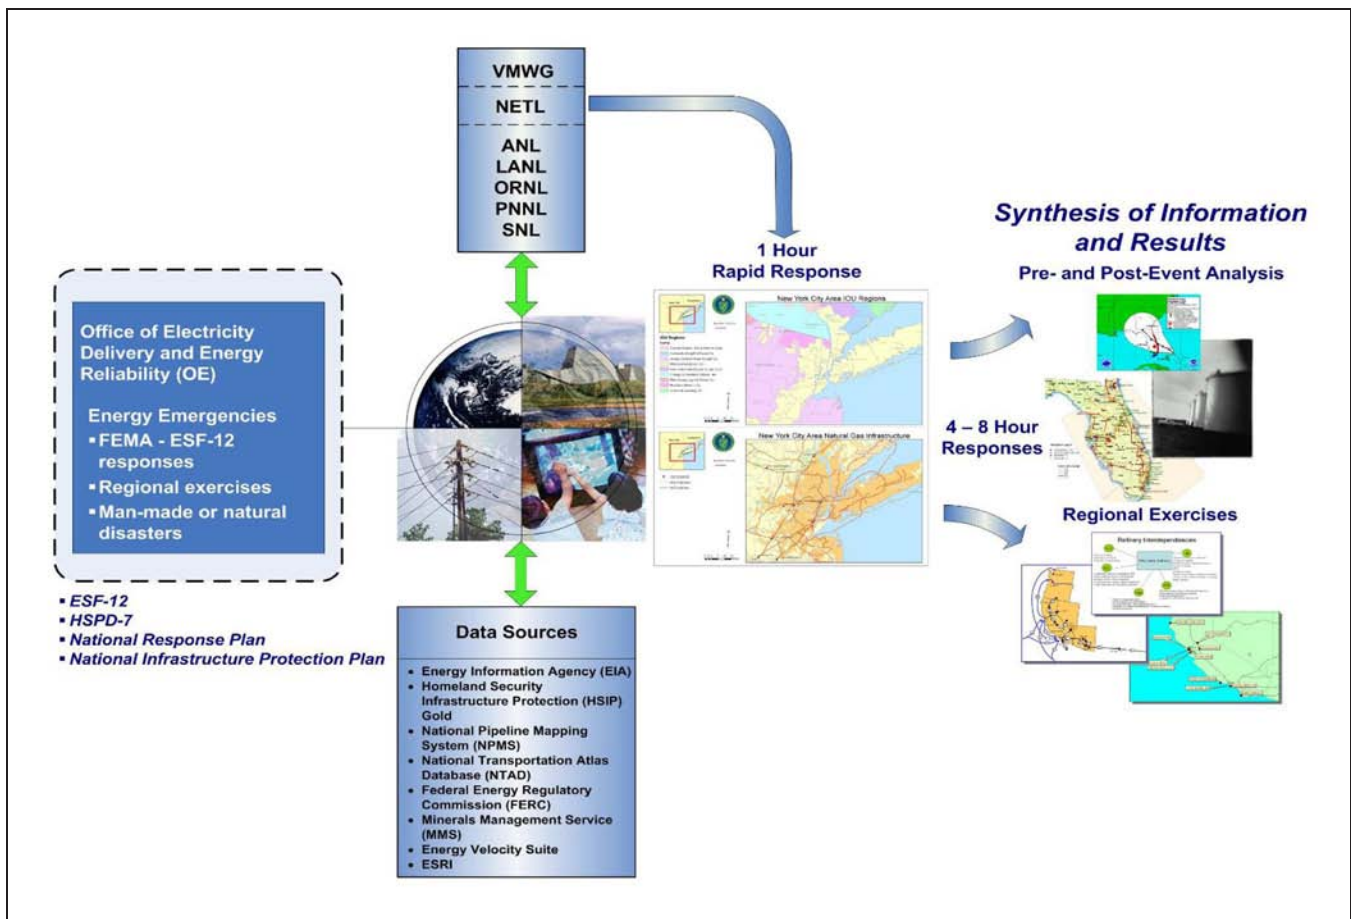 VMWG
NETL
ANL
LANL
ORNL
PNNL
SNL
Office of Electricity
Delivery and Energy
Reliability (OE)
Energy Emergencies
▪ FEMA - ESF-12
responses
▪ Regional exercises
▪ Man-made or natural
disasters
▪ ESF-12
▪ HSPD-7
▪ National Response Plan
▪ National Infrastructure Protection Plan
Data Sources
• Energy Information Agency (EIA)
• Homeland Security
Infrastructure Protection (HSIP)
Gold
• National Pipeline Mapping
System (NPMS)
• National Transportation Atlas
Database (NTAD)
• Federal Energy Regulatory
Commission (FERC)
• Minerals Management Service
(MMS)
• Energy Velocity Suite
• ESRI
1 Hour
Rapid Response
New York City Area IOU Regions
New York City Area Natural Gas Infrastructure
Synthesis of Information
and Results
Pre- and Post-Event Analysis
4 – 8 Hour
Responses
Regional Exercises
Refinery Interdependencies